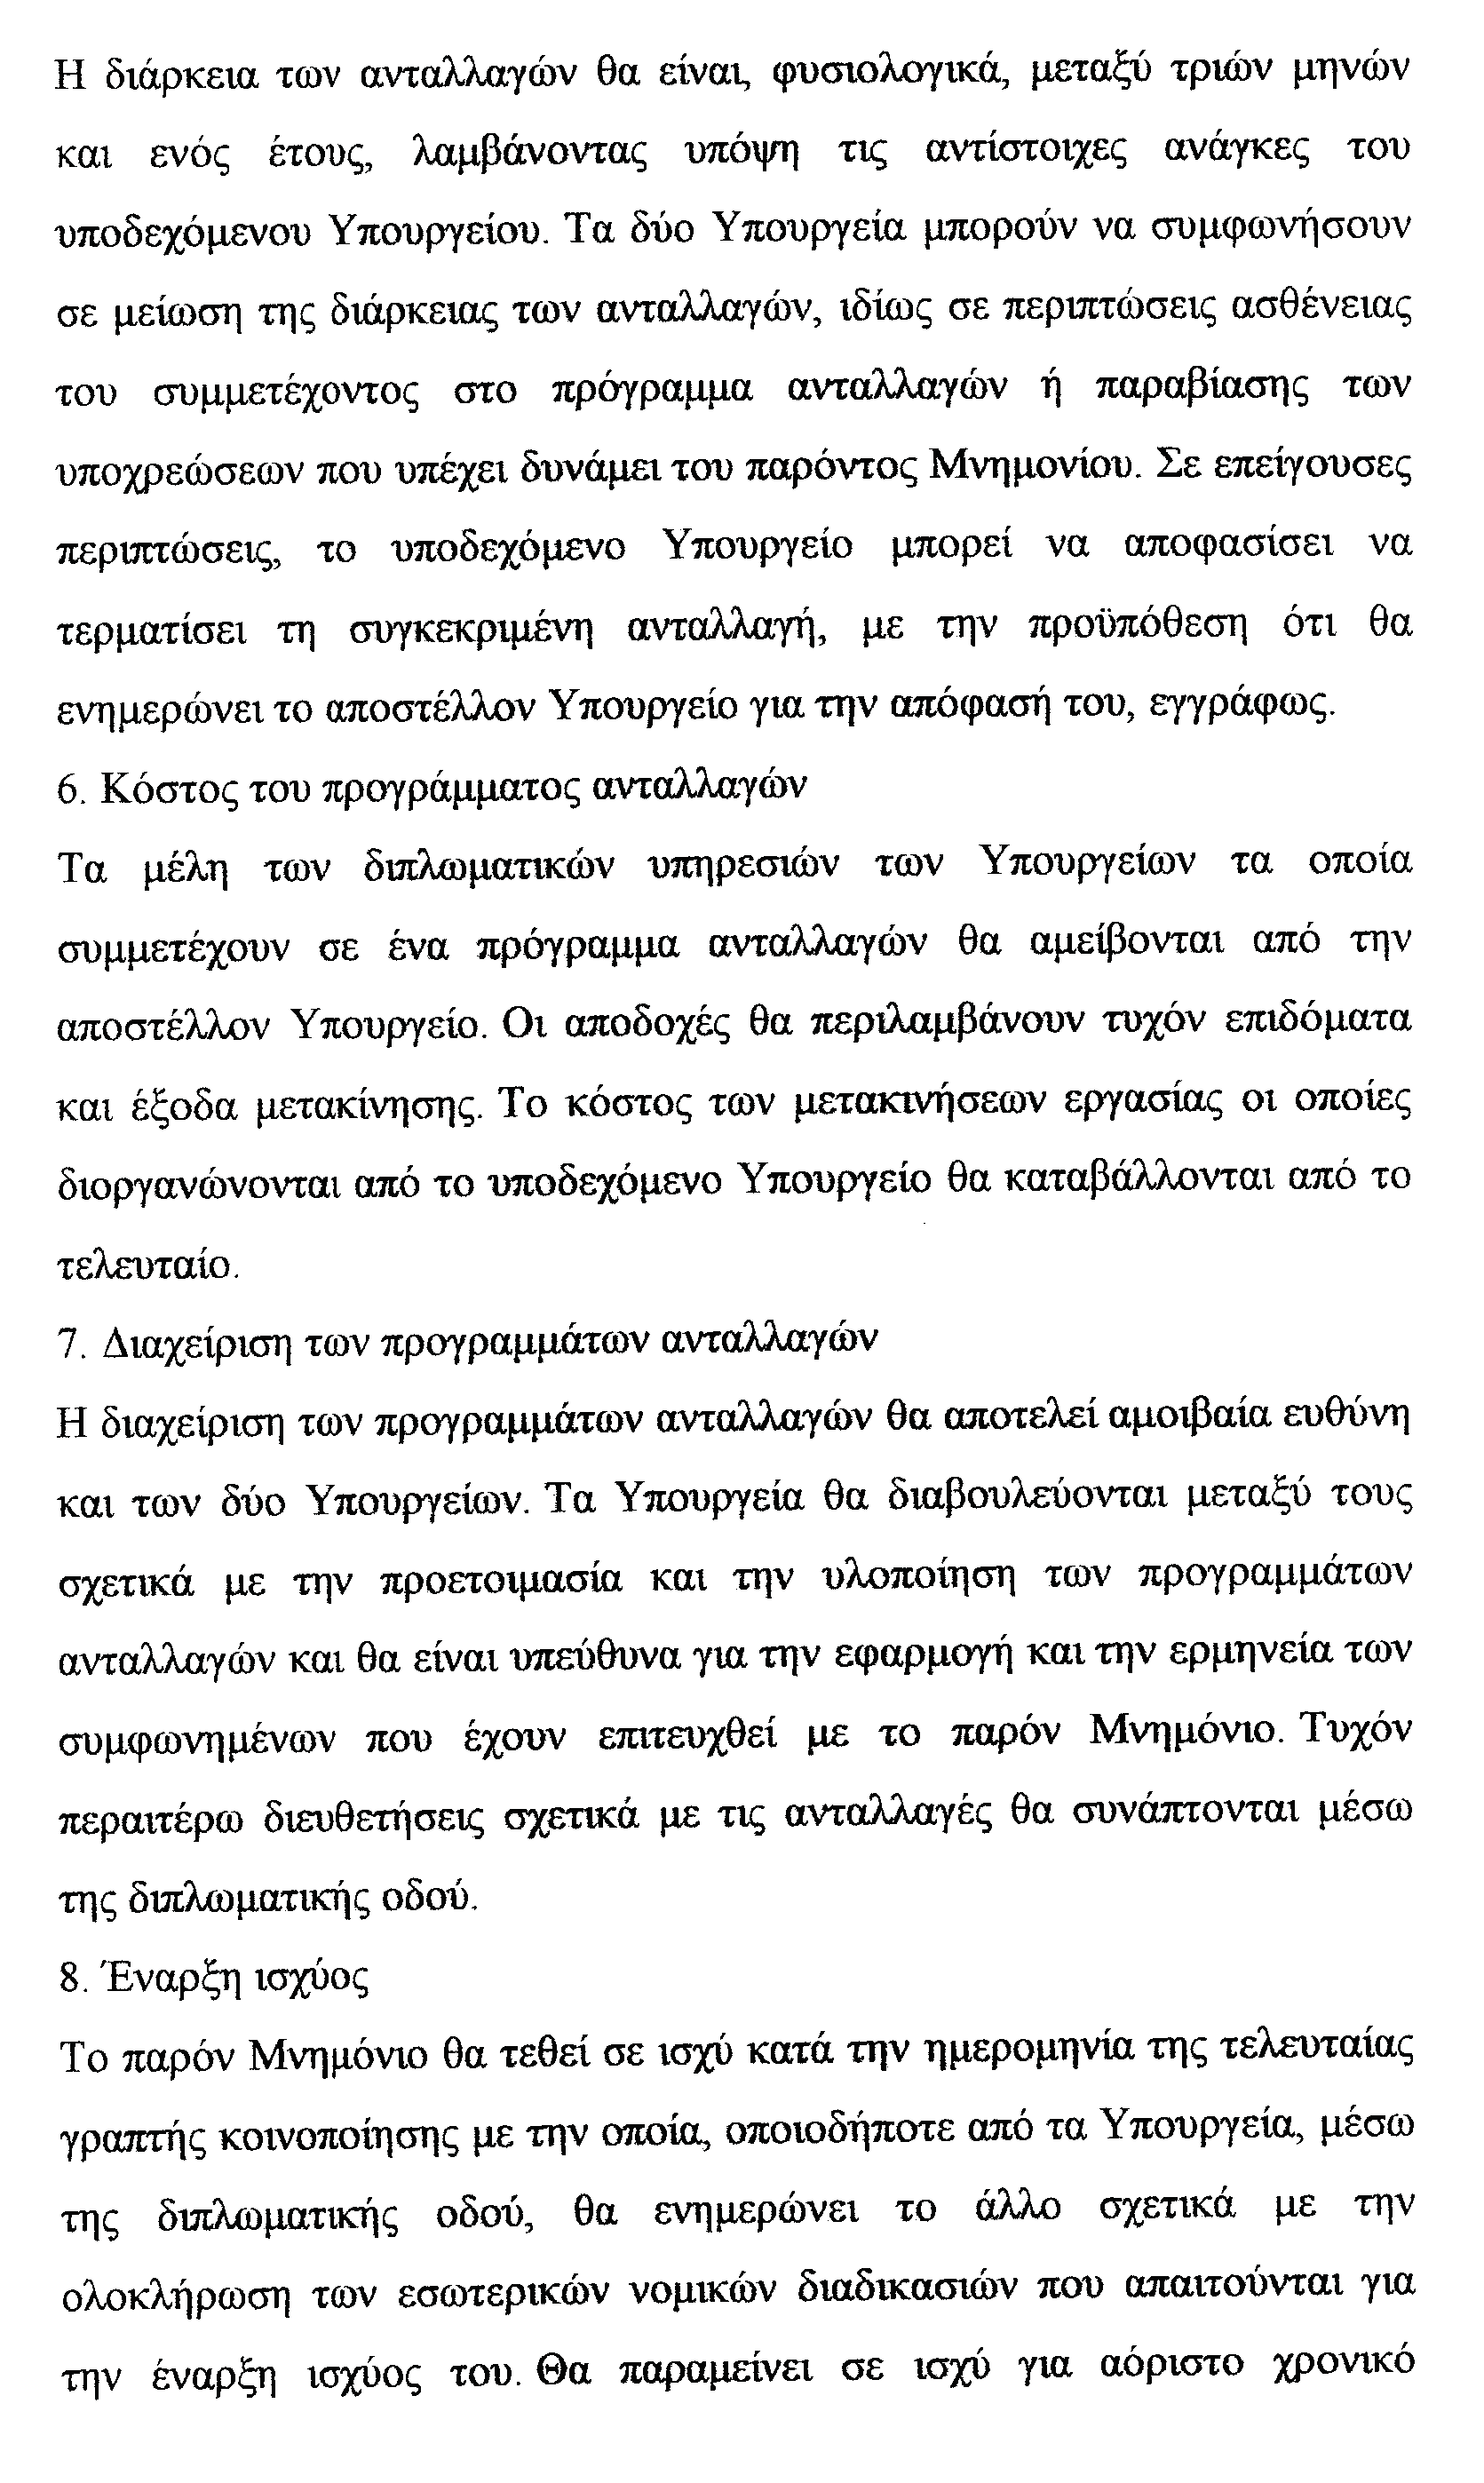 Η διάρκεια των ανταλλαγών θα είναι, φυσιολογικά, μεταξύ τριών μηνών
και ενός έτους, λαμβάνοντας υπόψη τις αντίστοιχες ανάγκες του
υποδεχόμενου Υπουργείου. Τα δύο Υπουργεία μπορούν να συμφωνήσουν
σε μείωση της διάρκειας των ανταλλαγών, ιδίως σε περιπτώσεις ασθένειας
του συμμετέχοντος στο πρόγραμμα ανταλλαγών ή παραβίασης των
υποχρεώσεων που υπέχει δυνάμει του παρόντος Μνημονίου. Σε επείγουσες
περιπτώσεις, το υποδεχόμενο Υπουργείο μπορεί να αποφασίσει να
τερματίσει τη συγκεκριμένη ανταλλαγή, με την προϋπόθεση ότι θα
ενημερώνει το αποστέλλον Υπουργείο για την απόφασή του, εγγράφως.
6. Κόστος του προγράμματος ανταλλαγών
Τα μέλη των διπλωματικών υπηρεσιών των Υπουργείων τα οποία
συμμετέχουν σε ένα πρόγραμμα ανταλλαγών θα αμείβονται από την
αποστέλλον Υπουργείο. Οι αποδοχές θα περιλαμβάνουν τυχόν επιδόματα
και έξοδα μετακίνησης. Το κόστος των μετακινήσεων εργασίας οι οποίες
διοργανώνονται από το υποδεχόμενο Υπουργείο θα καταβάλλονται από το
τελευταίο.
7. Διαχείριση των προγραμμάτων ανταλλαγών
Η διαχείριση των προγραμμάτων ανταλλαγών θα αποτελεί αμοιβαία ευθύνη
και των δύο Υπουργείων. Τα Υπουργεία θα διαβουλεύονται μεταξύ τους
σχετικά με την προετοιμασία και την υλοποίηση των προγραμμάτων
ανταλλαγών και θα είναι υπεύθυνα για την εφαρμογή και την ερμηνεία των
συμφωνημένων που έχουν επιτευχθεί με το παρόν Μνημόνιο. Τυχόν
περαιτέρω διευθετήσεις σχετικά με τις ανταλλαγές θα συνάπτονται μέσω
της διπλωματικής οδού.
8. Έναρξη ισχύος
Το παρόν Μνημόνιο θα τεθεί σε ισχύ κατά την ημερομηνία της τελευταίας
γραπτής κοινοποίησης με την οποία, οποιοδήποτε από τα Υπουργεία, μέσω
της διπλωματικής οδού, θα ενημερώνει το άλλο σχετικά με την
ολοκλήρωση των εσωτερικών νομικών διαδικασιών που απαιτούνται για
την έναρξη ισχύος του. Θα παραμείνει σε ισχύ για αόριστο χρονικό